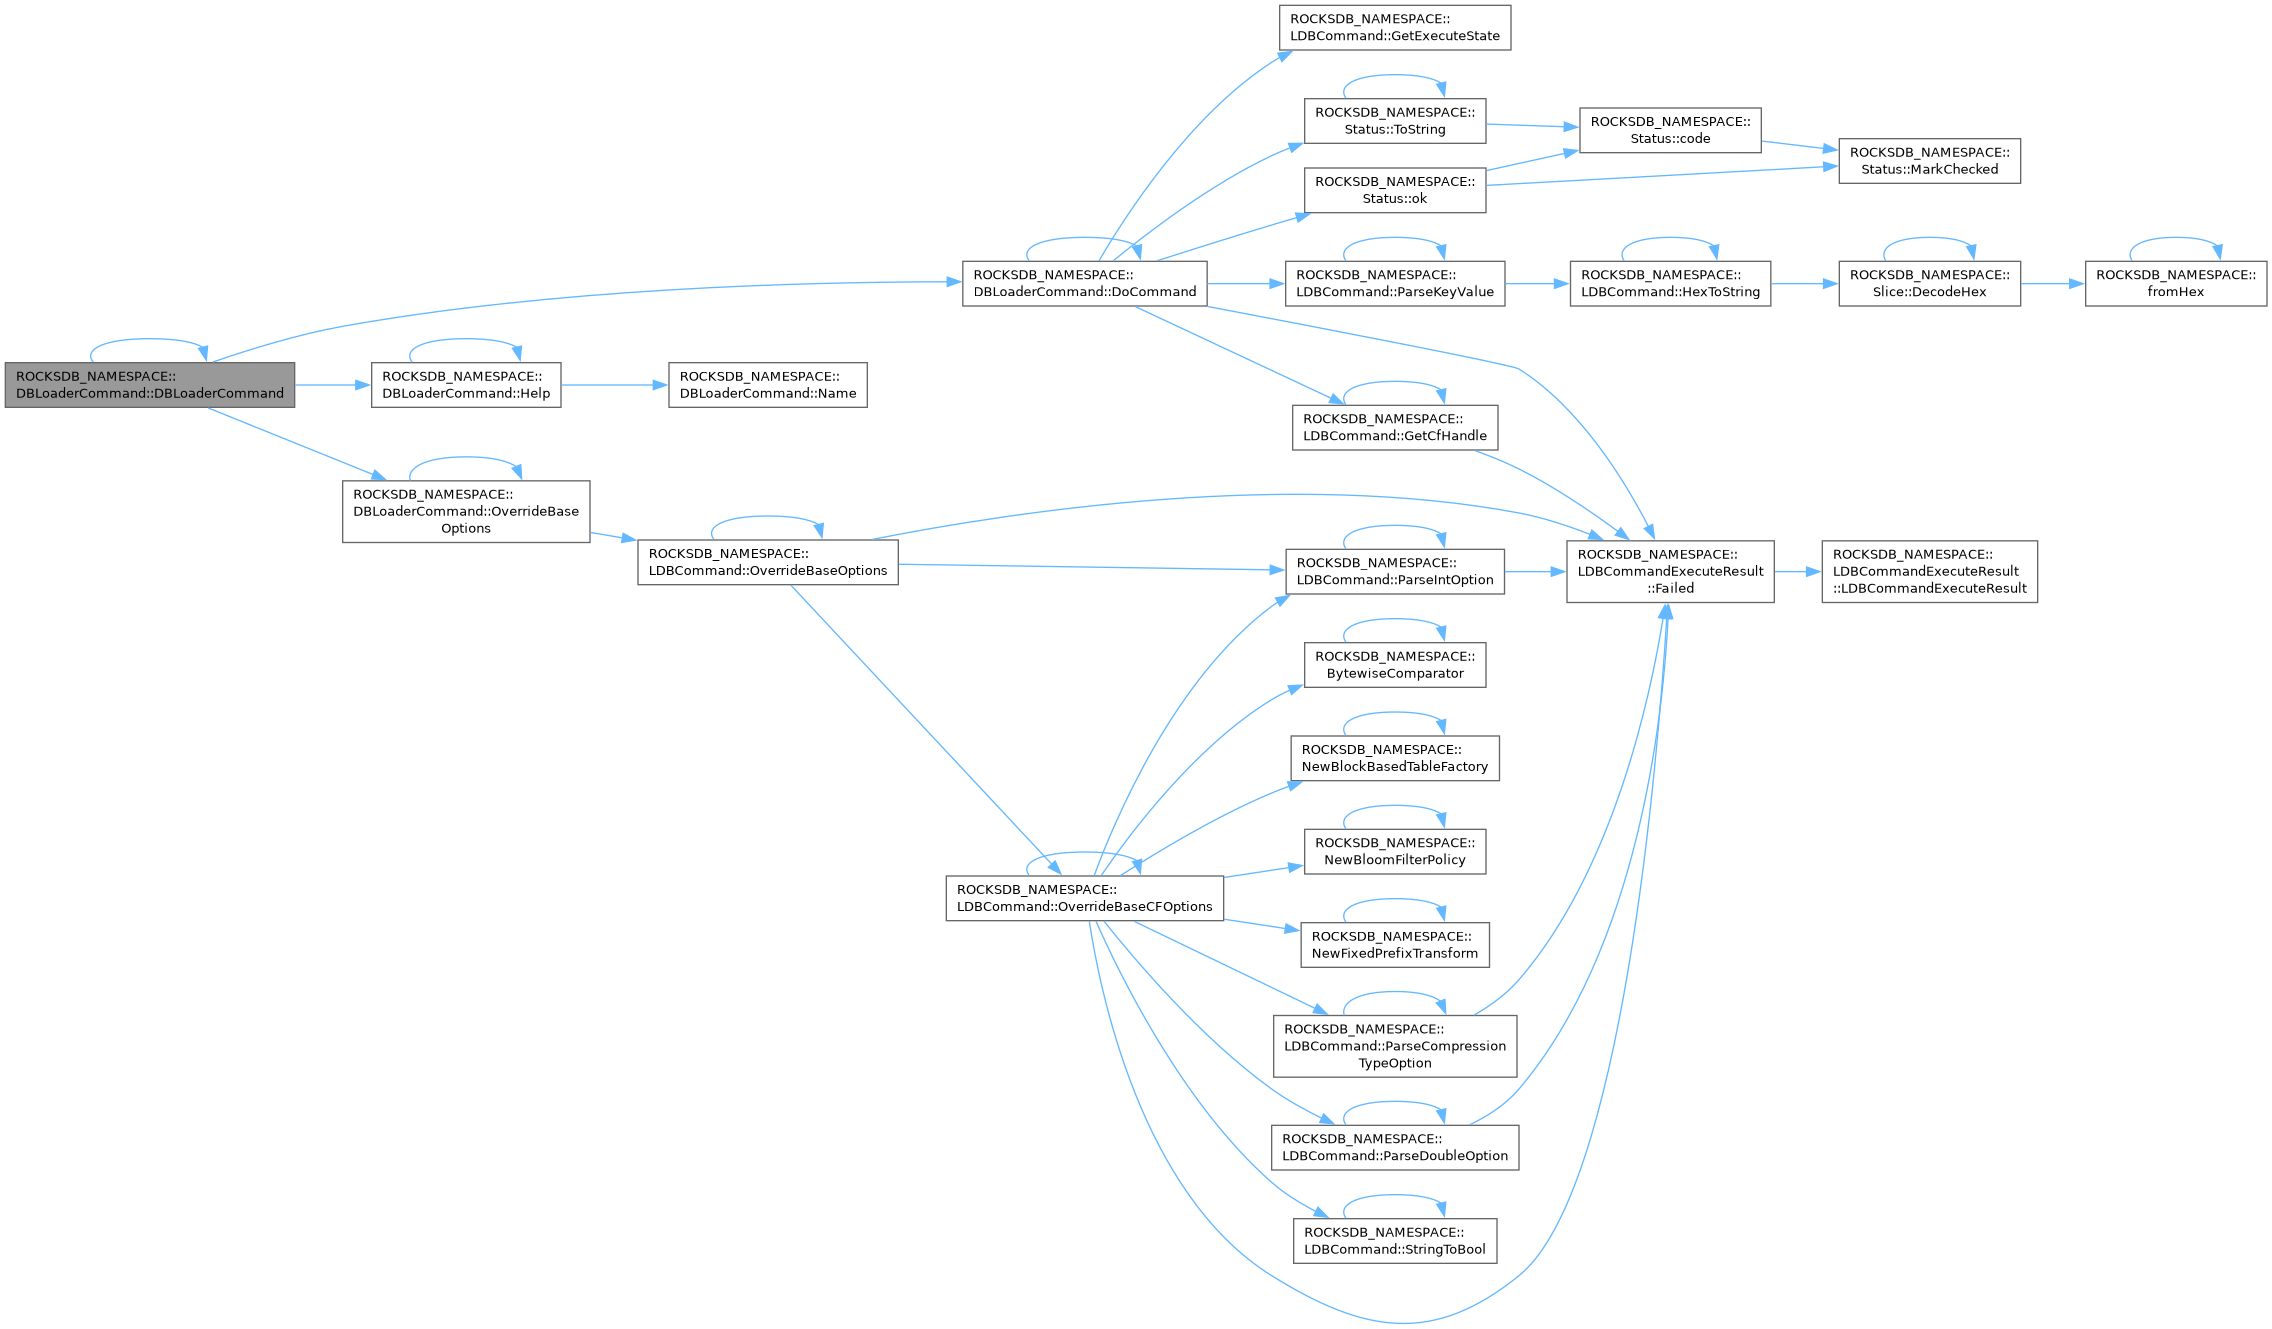 ROCKSDB_NAMESPACE::
LDBCommand::GetExecuteState
ROCKSDB_NAMESPACE::
Status::ToString
ROCKSDB_NAMESPACE::
Status::code
ROCKSDB_NAMESPACE::
Status::MarkChecked
ROCKSDB_NAMESPACE::
Status::ok
ROCKSDB_NAMESPACE::
DBLoaderCommand::DoCommand
ROCKSDB_NAMESPACE::
LDBCommand::ParseKeyValue
ROCKSDB_NAMESPACE::
LDBCommand::HexToString
ROCKSDB_NAMESPACE::
Slice::DecodeHex
ROCKSDB_NAMESPACE::
fromHex
ROCKSDB_NAMESPACE::
DBLoaderCommand::DBLoaderCommand
ROCKSDB_NAMESPACE::
DBLoaderCommand::Help
ROCKSDB_NAMESPACE::
DBLoaderCommand::Name
ROCKSDB_NAMESPACE::
LDBCommand::GetCfHandle
ROCKSDB_NAMESPACE::
DBLoaderCommand::OverrideBase
Options
ROCKSDB_NAMESPACE::
LDBCommand::OverrideBaseOptions
ROCKSDB_NAMESPACE::
LDBCommand::ParseIntOption
ROCKSDB_NAMESPACE::
LDBCommandExecuteResult
::Failed
ROCKSDB_NAMESPACE::
LDBCommandExecuteResult
::LDBCommandExecuteResult
ROCKSDB_NAMESPACE::
BytewiseComparator
ROCKSDB_NAMESPACE::
NewBlockBasedTableFactory
ROCKSDB_NAMESPACE::
NewBloomFilterPolicy
ROCKSDB_NAMESPACE::
LDBCommand::OverrideBaseCFOptions
ROCKSDB_NAMESPACE::
NewFixedPrefixTransform
ROCKSDB_NAMESPACE::
LDBCommand::ParseCompression
TypeOption
ROCKSDB_NAMESPACE::
LDBCommand::ParseDoubleOption
ROCKSDB_NAMESPACE::
LDBCommand::StringToBool